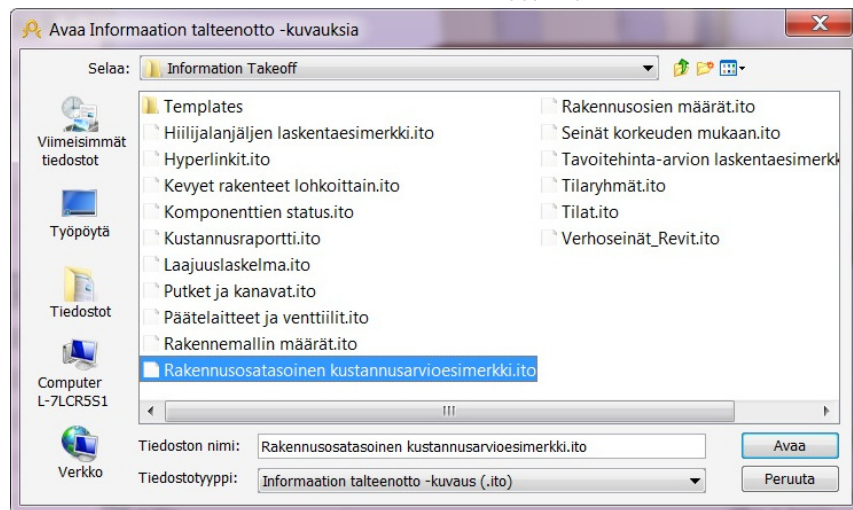 Avaa Informaation talteenotto -kuvauksia
X
Selaa:
Information Takeoff
Viimeisimmät
tiedostot
Työpöytä
Tiedostot
Computer
L-7LCR5S1
Verkko
Templates
Hiilijalanjäljen laskentaesimerkki.ito
Hyperlinkit.ito
Kevyet rakenteet lohkoittain.ito
Komponenttien status.ito
Kustannusraportti.ito
Laajuuslaskelma.ito
Putket ja kanavat.ito
Päätelaitteet ja venttiilit.ito
Rakennemallin määrät.ito
Rakennusosatasoinen kustannusarvioesimerkki.ito
Rakennusosien määrät.ito
Seinät korkeuden mukaan.ito
Tavoitehinta-arvion laskentaesimerkk
Tilaryhmät.ito
Tilat.ito
Verhoseinät_Revit.ito
Tiedoston nimi:
Rakennusosatasoinen kustannusarvioesimerkki.ito
Avaa
Tiedostotyyppi:
Informaation talteenotto -kuvaus (.ito)
Peruuta